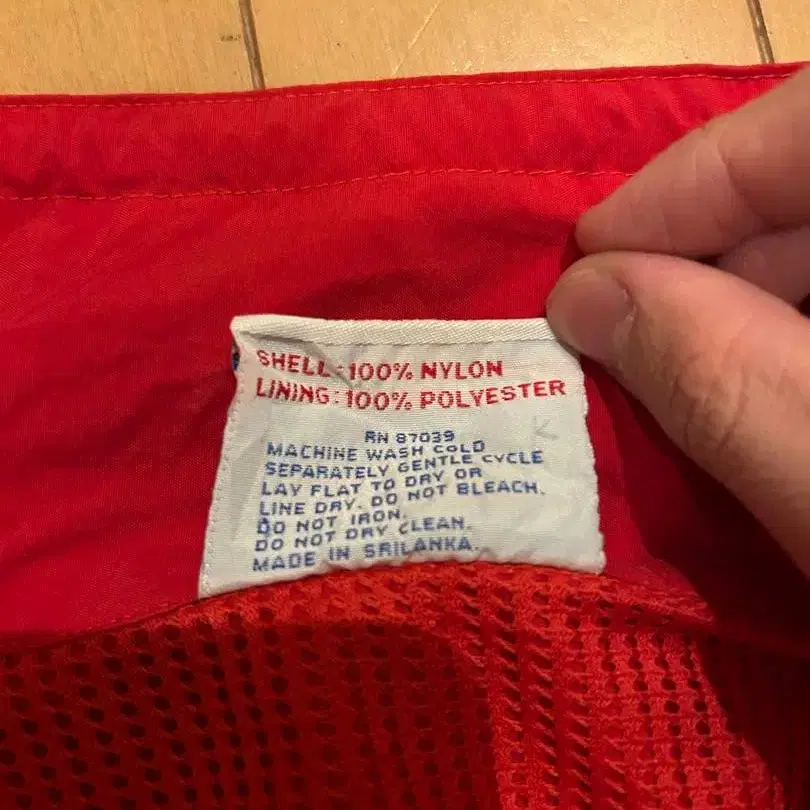 SHELL: 100% NYLON
LINING: 100% POLYESTER
RN 87039
MACHINE WASH COLD
SEPARATELY GENTLE CYCLE
LAY FLAT TO DRY OR
LINE DRY. DO NOT BLEACH.
DO NOT IRON.
DO NOT DRY CLEAN.
MADE IN SRILANKA